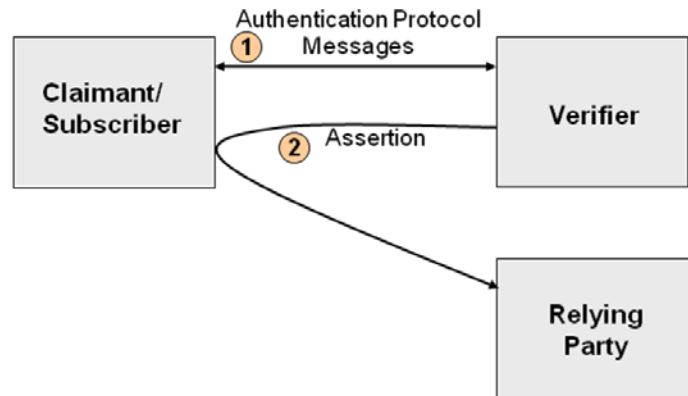 Authentication Protocol
1
Messages
Claimant/
Subscriber
Verifier
2
Assertion
Relying
Party